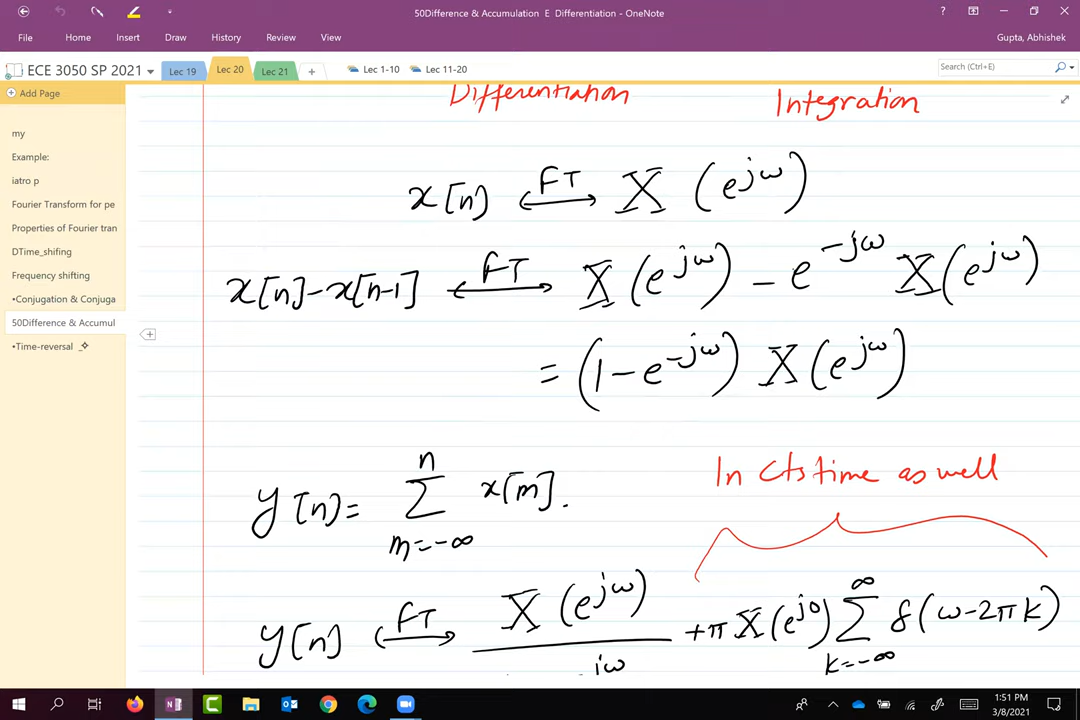 50Difference & Accumulation E Differentiation - OneNote
File Home Insert Draw History Review View
Gupta, Abhishek
ECE 3050 SP 2021 Lec 19 Lec 20 Lec 21 + Lec 1-10 Lec 11-20
Search (Ctrl+E)
Add Page
my
Example:
iatro p
Fourier Transform for pe
Properties of Fourier tran
DTime_shifing
Frequency shifting
•Conjugation & Conjuga
50Difference & Accumul
•Time-reversal
Differentiation Integration
x[n] ⟷FT X(e^{jω})
x[n]-x[n-1] ⟷FT X(e^{jω}) - e^{-jω} X(e^{jω})
= (1-e^{-jω}) X(e^{jω})
In Cts time as well
y[n] = ∑_{m=-∞}^{n} x[m].
y[n] ⟷FT X(e^{jω}) / jω + π X(e^{j0}) ∑_{k=-∞}^{∞} δ(ω-2πk)
1:51 PM
3/8/2021